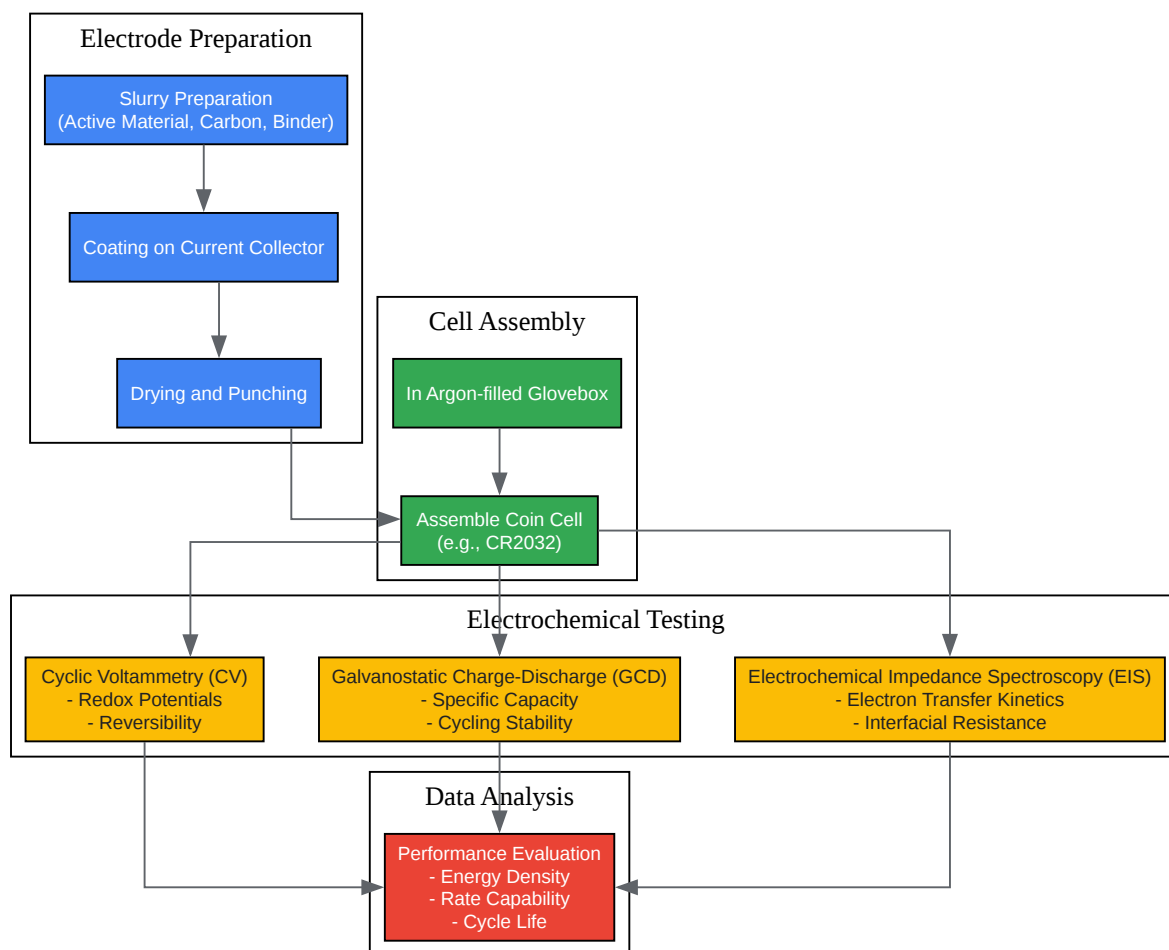 Electrode Preparation
Slurry Preparation
(Active Material, Carbon, Binder)
Coating on Current Collector
Drying and Punching
Cell Assembly
In Argon-filled Glovebox
Assemble Coin Cell
(e.g., CR2032)
Electrochemical Testing
Cyclic Voltammetry (CV)
- Redox Potentials
- Reversibility
Galvanostatic Charge-Discharge (GCD)
- Specific Capacity
- Cycling Stability
Electrochemical Impedance Spectroscopy (EIS)
- Electron Transfer Kinetics
- Interfacial Resistance
Data Analysis
Performance Evaluation
- Energy Density
- Rate Capability
- Cycle Life